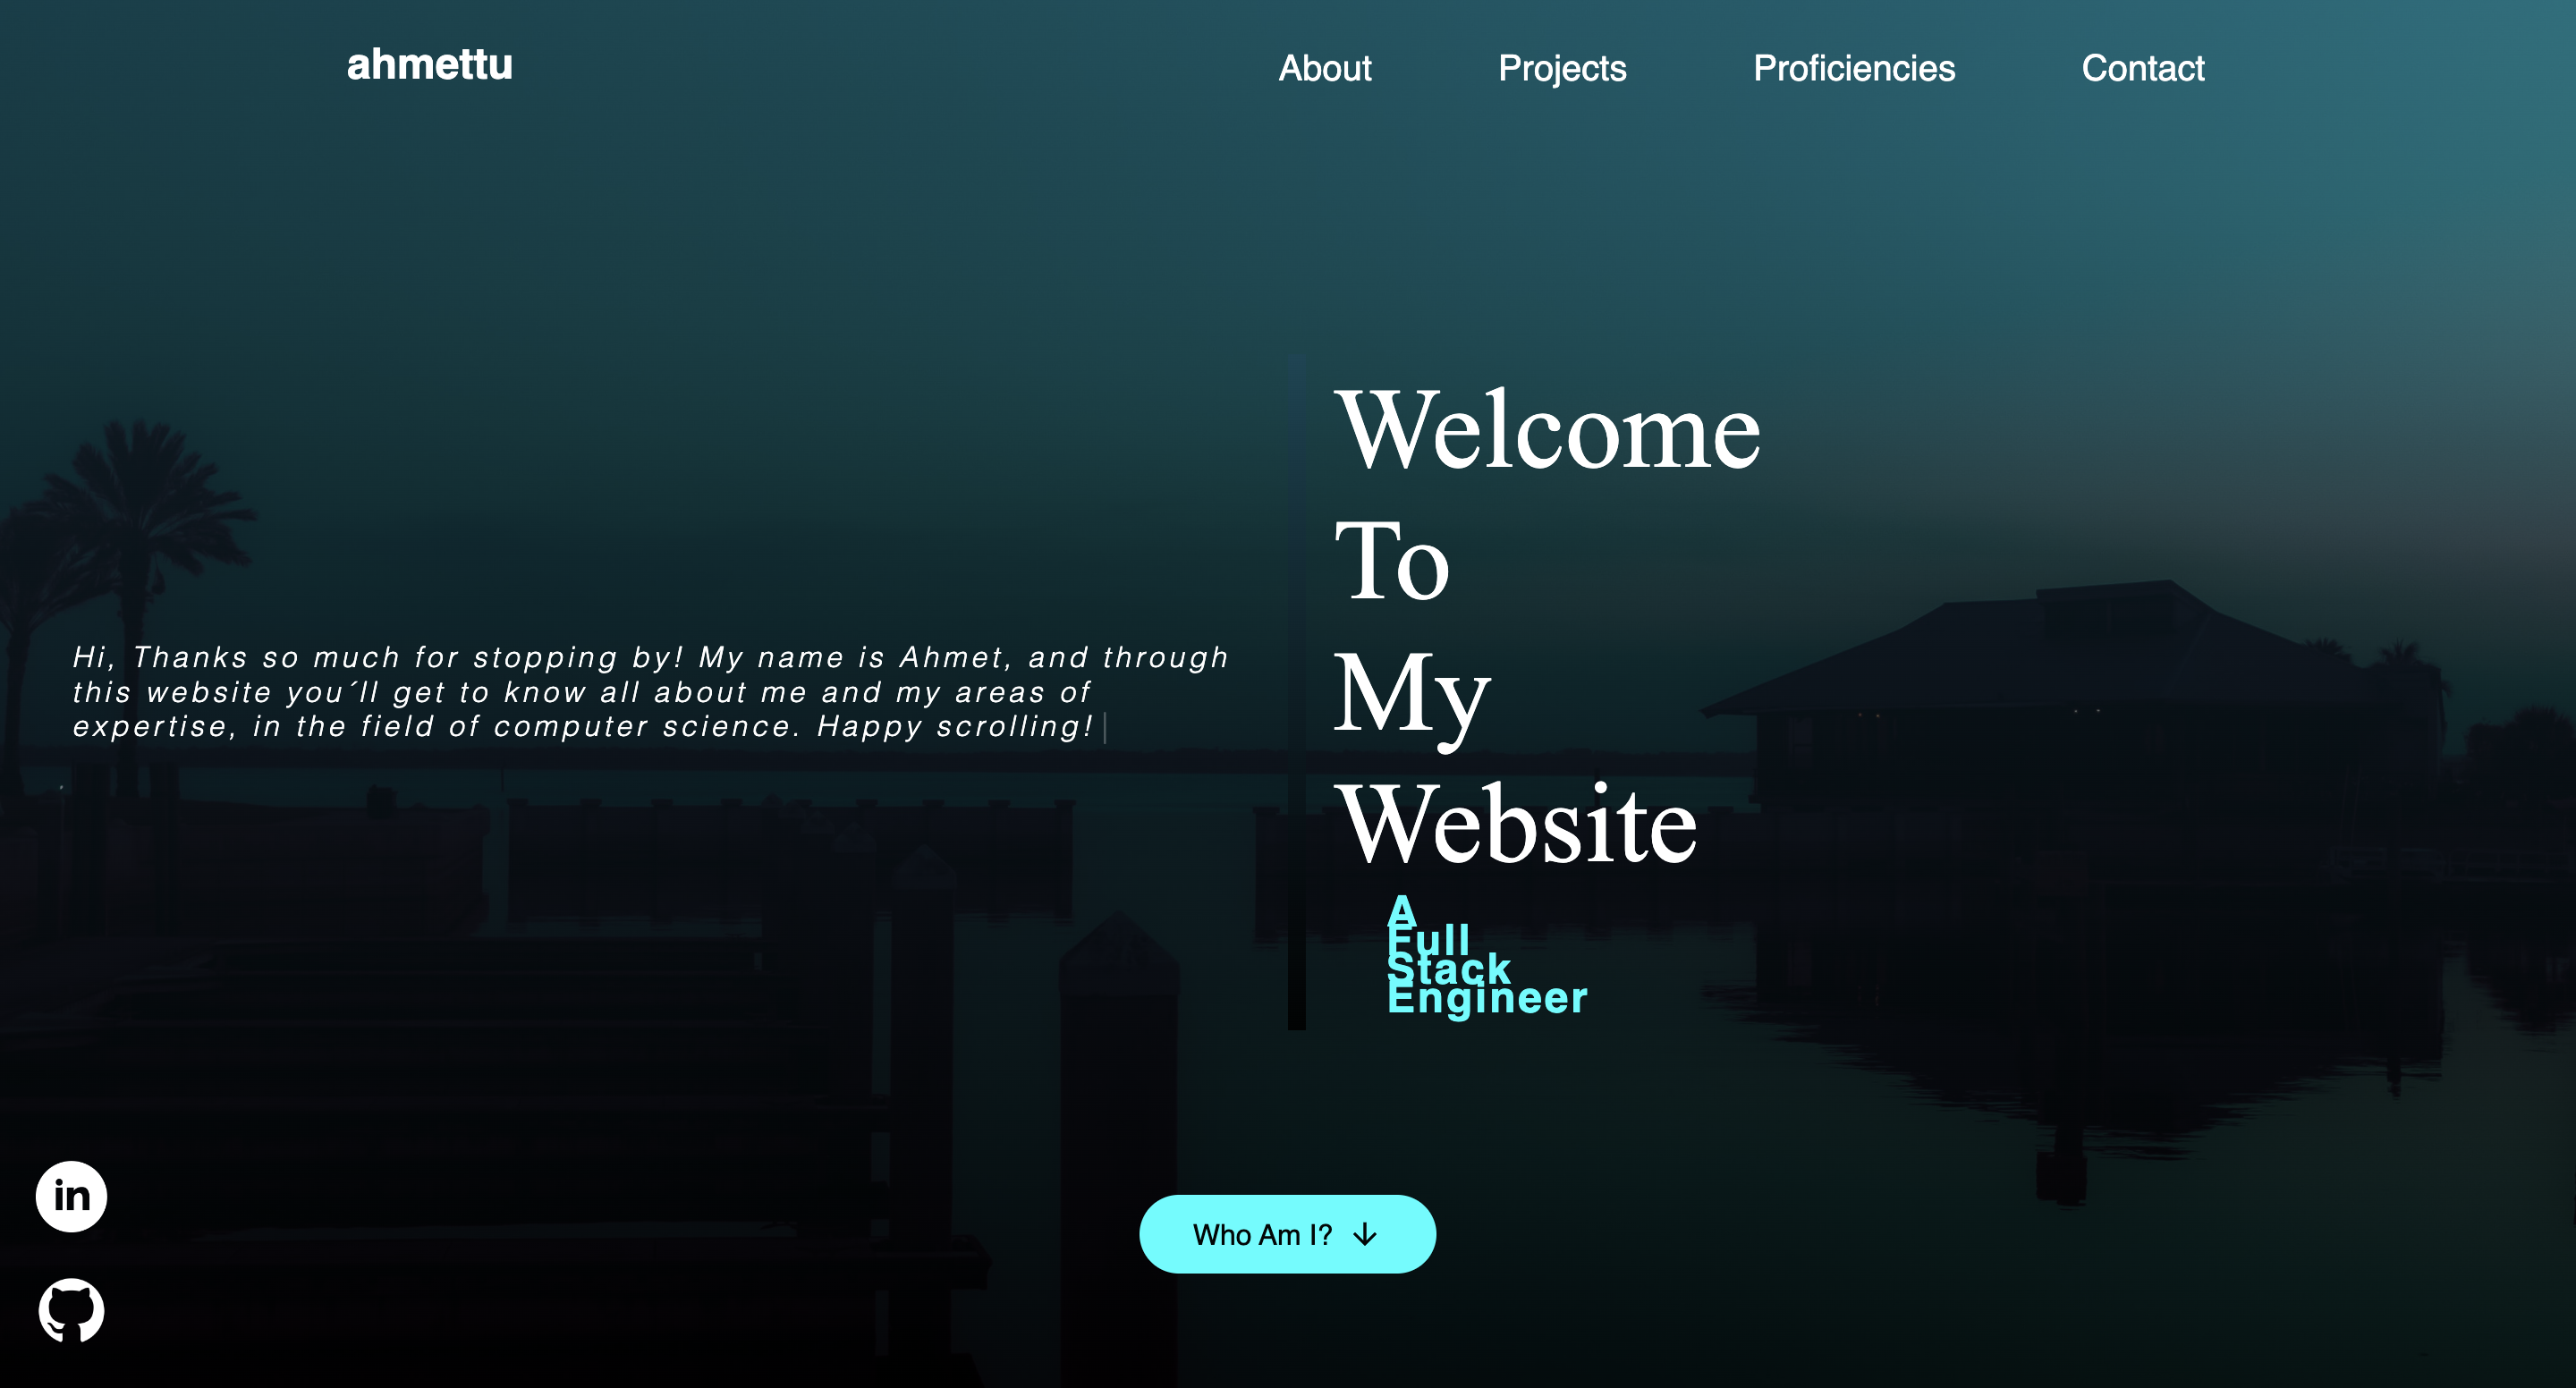 ahmettu
About Projects Proficiencies Contact
Welcome
To
My
Website
Hi, Thanks so much for stopping by! My name is Ahmet, and through
this website you´ll get to know all about me and my areas of
expertise, in the field of computer science. Happy scrolling!
A
Full
Stack
Engineer
in
Who Am I?